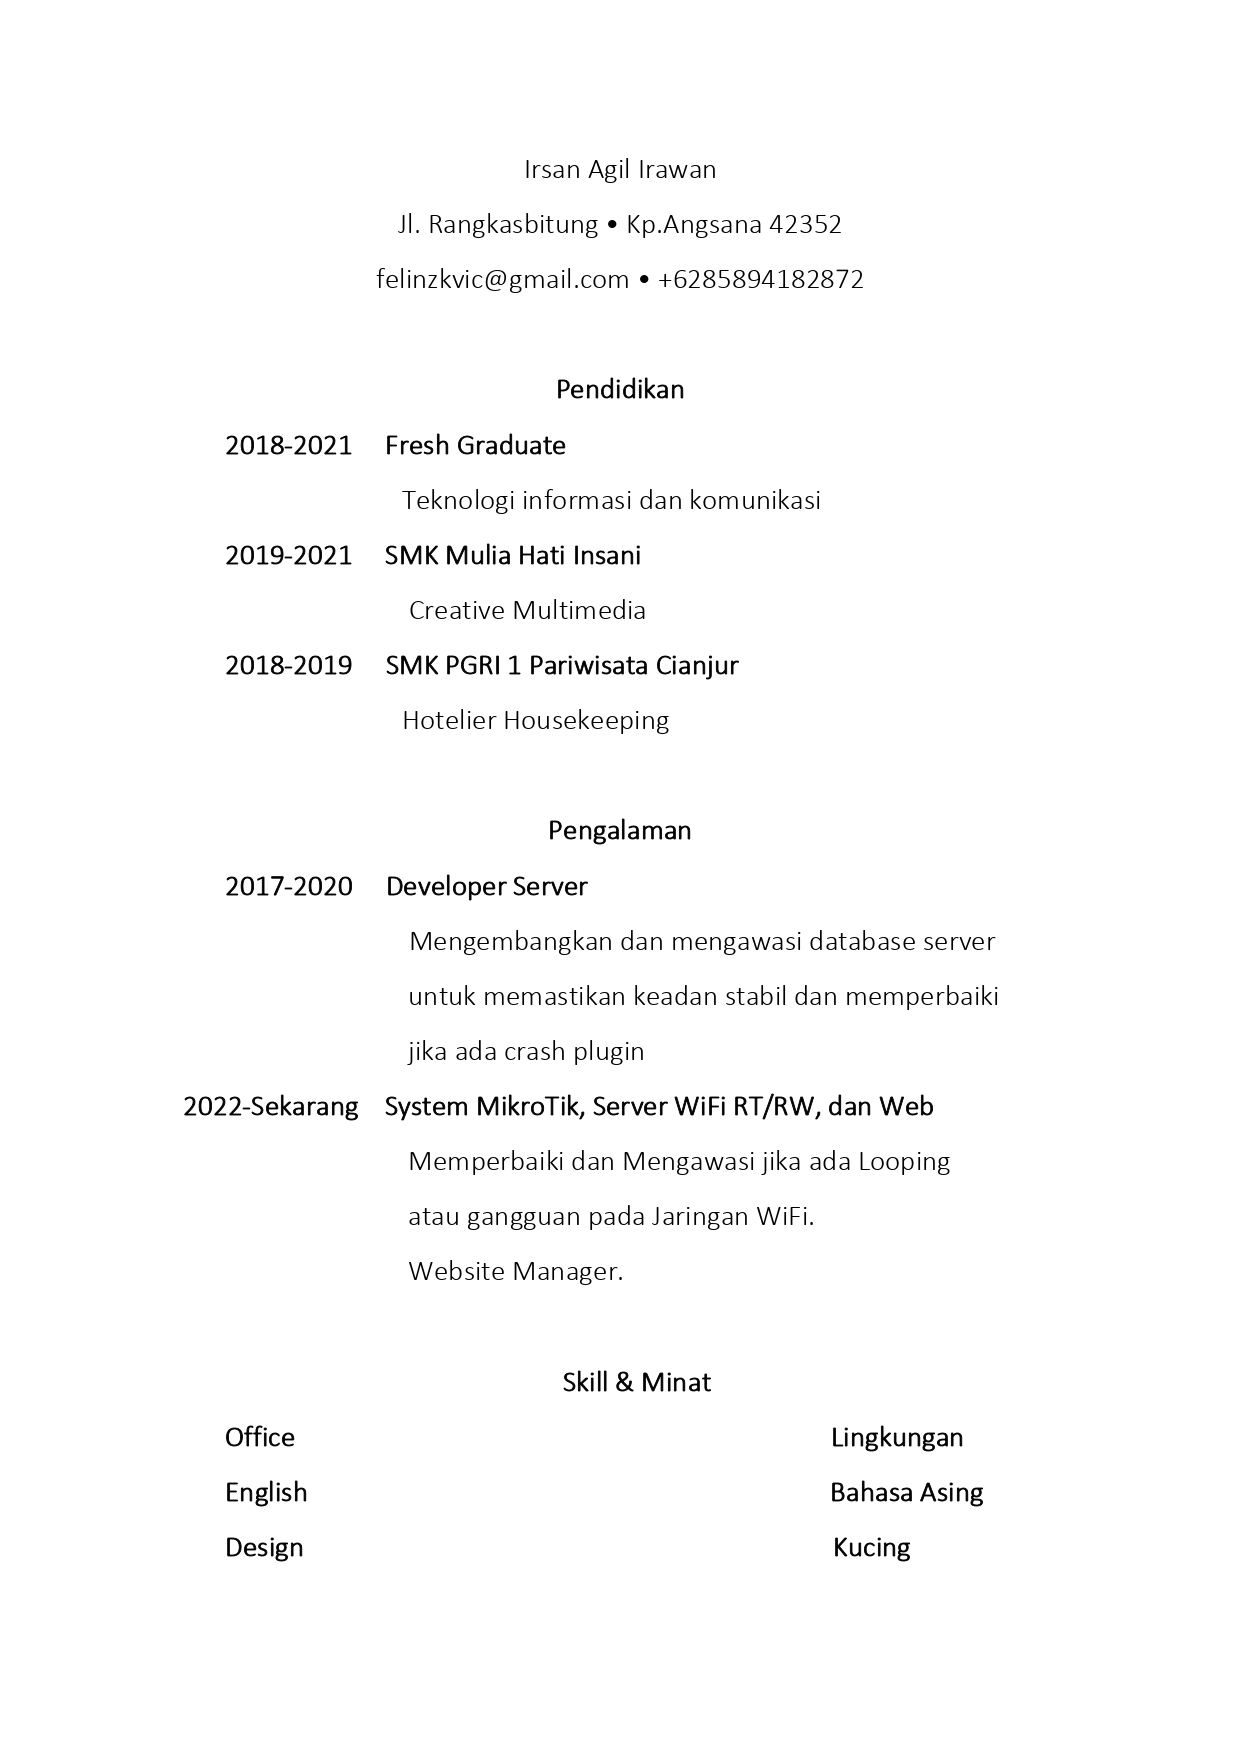 Irsan Agil Irawan
Jl. Rangkasbitung • Kp.Angsana 42352
felinzkvic@gmail.com • +6285894182872
Pendidikan
2018-2021 Fresh Graduate
Teknologi informasi dan komunikasi
2019-2021 SMK Mulia Hati Insani
Creative Multimedia
2018-2019 SMK PGRI 1 Pariwisata Cianjur
Hotelier Housekeeping
Pengalaman
2017-2020 Developer Server
Mengembangkan dan mengawasi database server
untuk memastikan keadan stabil dan memperbaiki
jika ada crash plugin
2022-Sekarang System MikroTik, Server WiFi RT/RW, dan Web
Memperbaiki dan Mengawasi jika ada Looping
atau gangguan pada Jaringan WiFi.
Website Manager.
Skill & Minat
Office Lingkungan
English Bahasa Asing
Design Kucing